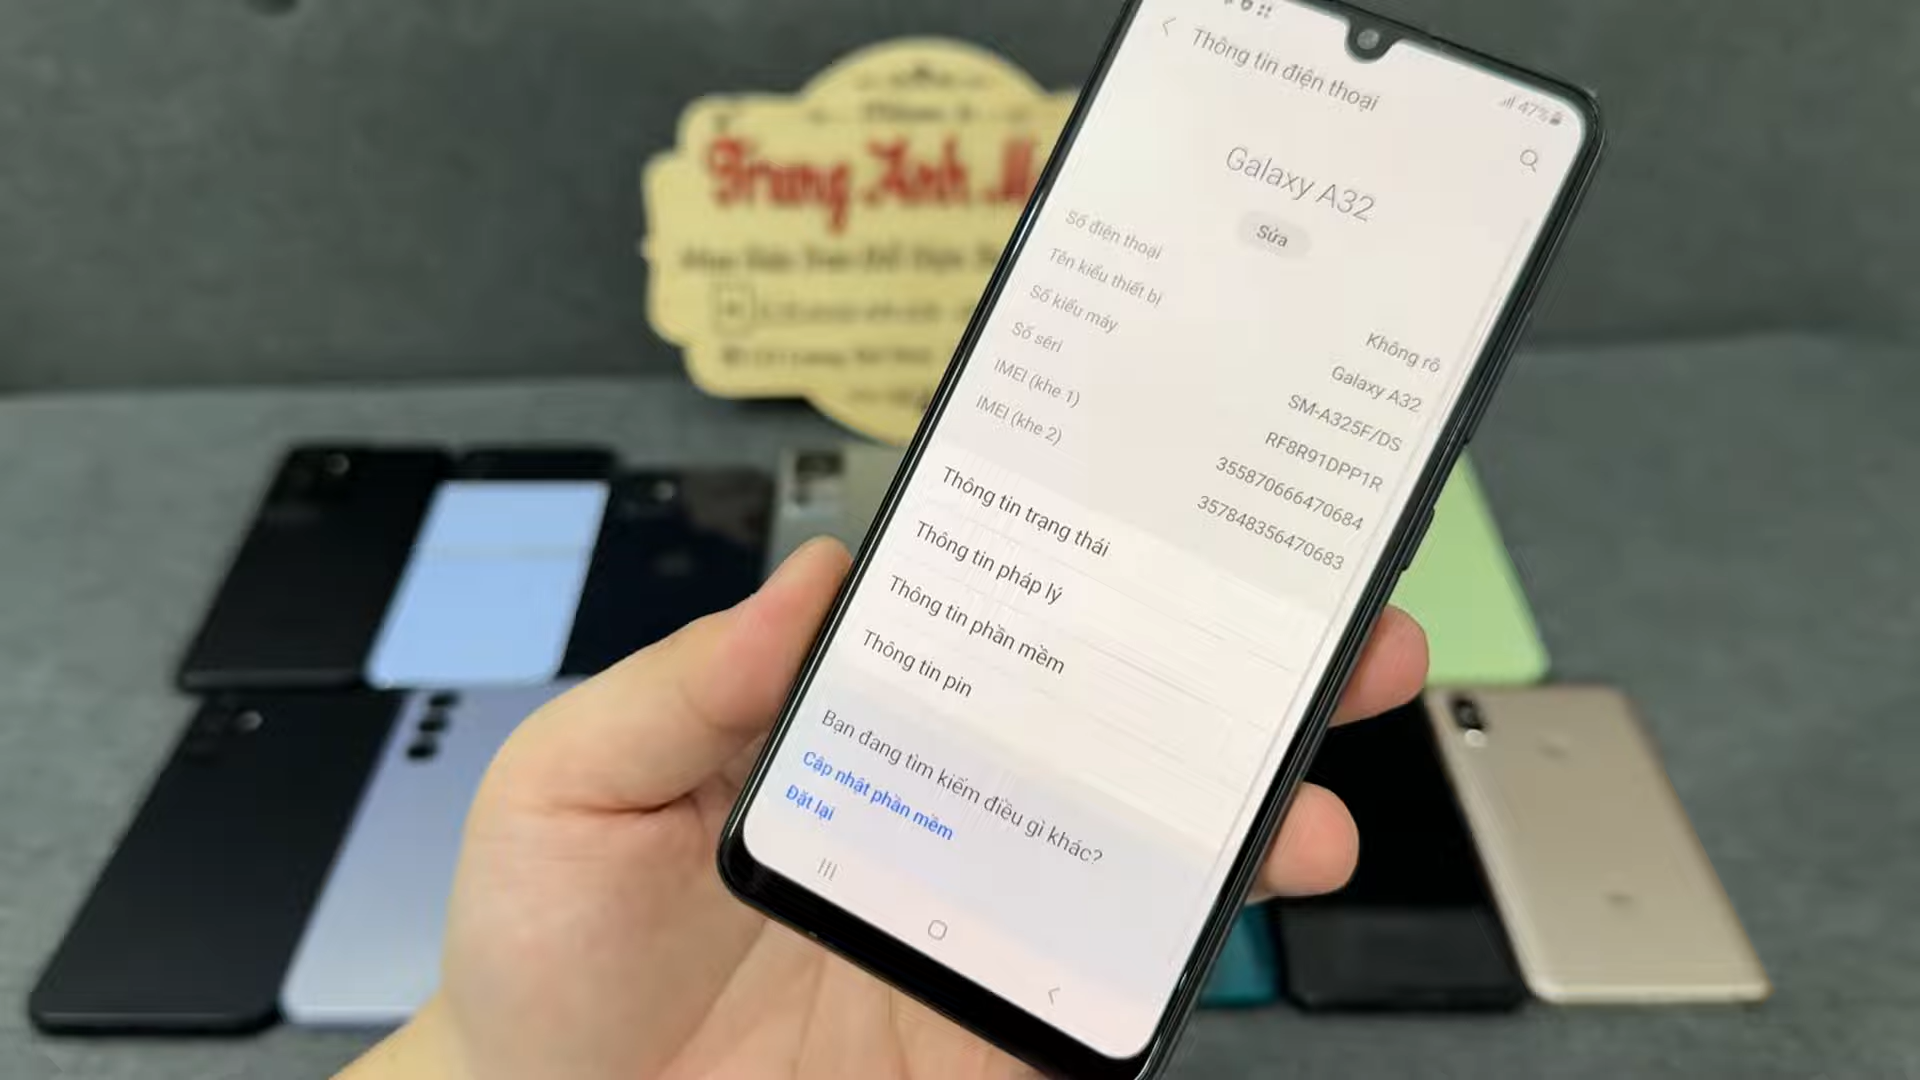 Trang Anh
47%
Thông tin điện thoại
Galaxy A32
Sửa
Số điện thoại Không rõ
Tên kiểu thiết bị Galaxy A32
Số kiểu máy SM-A325F/DS
Số sêri RF8R91DPP1R
IMEI (khe 1) 355870666470684
IMEI (khe 2) 357848356470683
Thông tin trạng thái
Thông tin pháp lý
Thông tin phần mềm
Thông tin pin
Bạn đang tìm kiếm điều gì khác?
Cập nhật phần mềm
Đặt lại